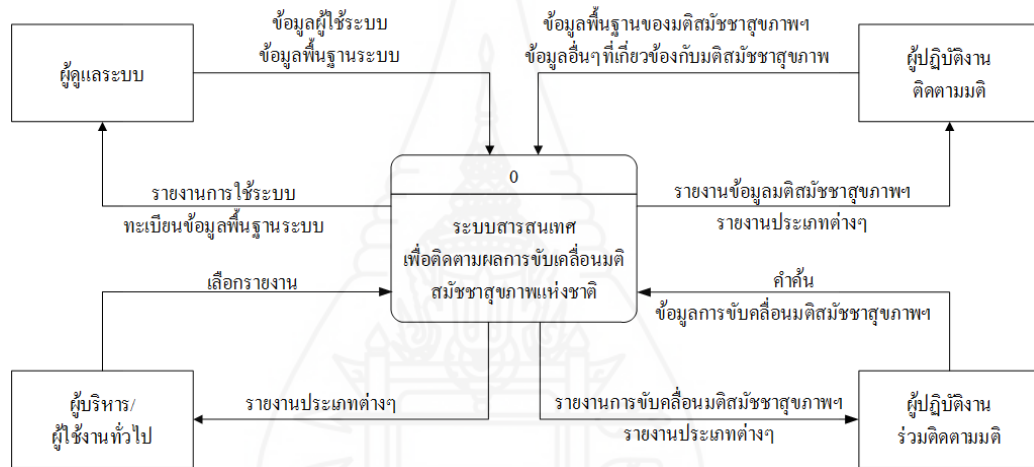 ข้อมูลผู้ใช้ระบบ
ข้อมูลพื้นฐานระบบ
ข้อมูลพื้นฐานของมติสมัชชาสุขภาพฯ
ข้อมูลอื่นๆ ที่เกี่ยวข้องกับมติสมัชชาสุขภาพ
ผู้ดูแลระบบ
ผู้ปฏิบัติงาน
ติดตามมติ
0
ระบบสารสนเทศ
เพื่อติดตามผลการขับเคลื่อนมติ
สมัชชาสุขภาพแห่งชาติ
รายงานการใช้ระบบ
ทะเบียนข้อมูลพื้นฐานระบบ
รายงานข้อมูลมติสมัชชาสุขภาพฯ
รายงานประเภทต่างๆ
เลือกรายงาน
คำค้น
ข้อมูลการขับคลื่อนมติสมัชชาสุขภาพฯ
ผู้บริหาร/
ผู้ใช้งานทั่วไป
รายงานประเภทต่างๆ
รายงานการขับคลื่อนมติสมัชชาสุขภาพฯ
รายงานประเภทต่างๆ
ผู้ปฏิบัติงาน
ร่วมติดตามมติ